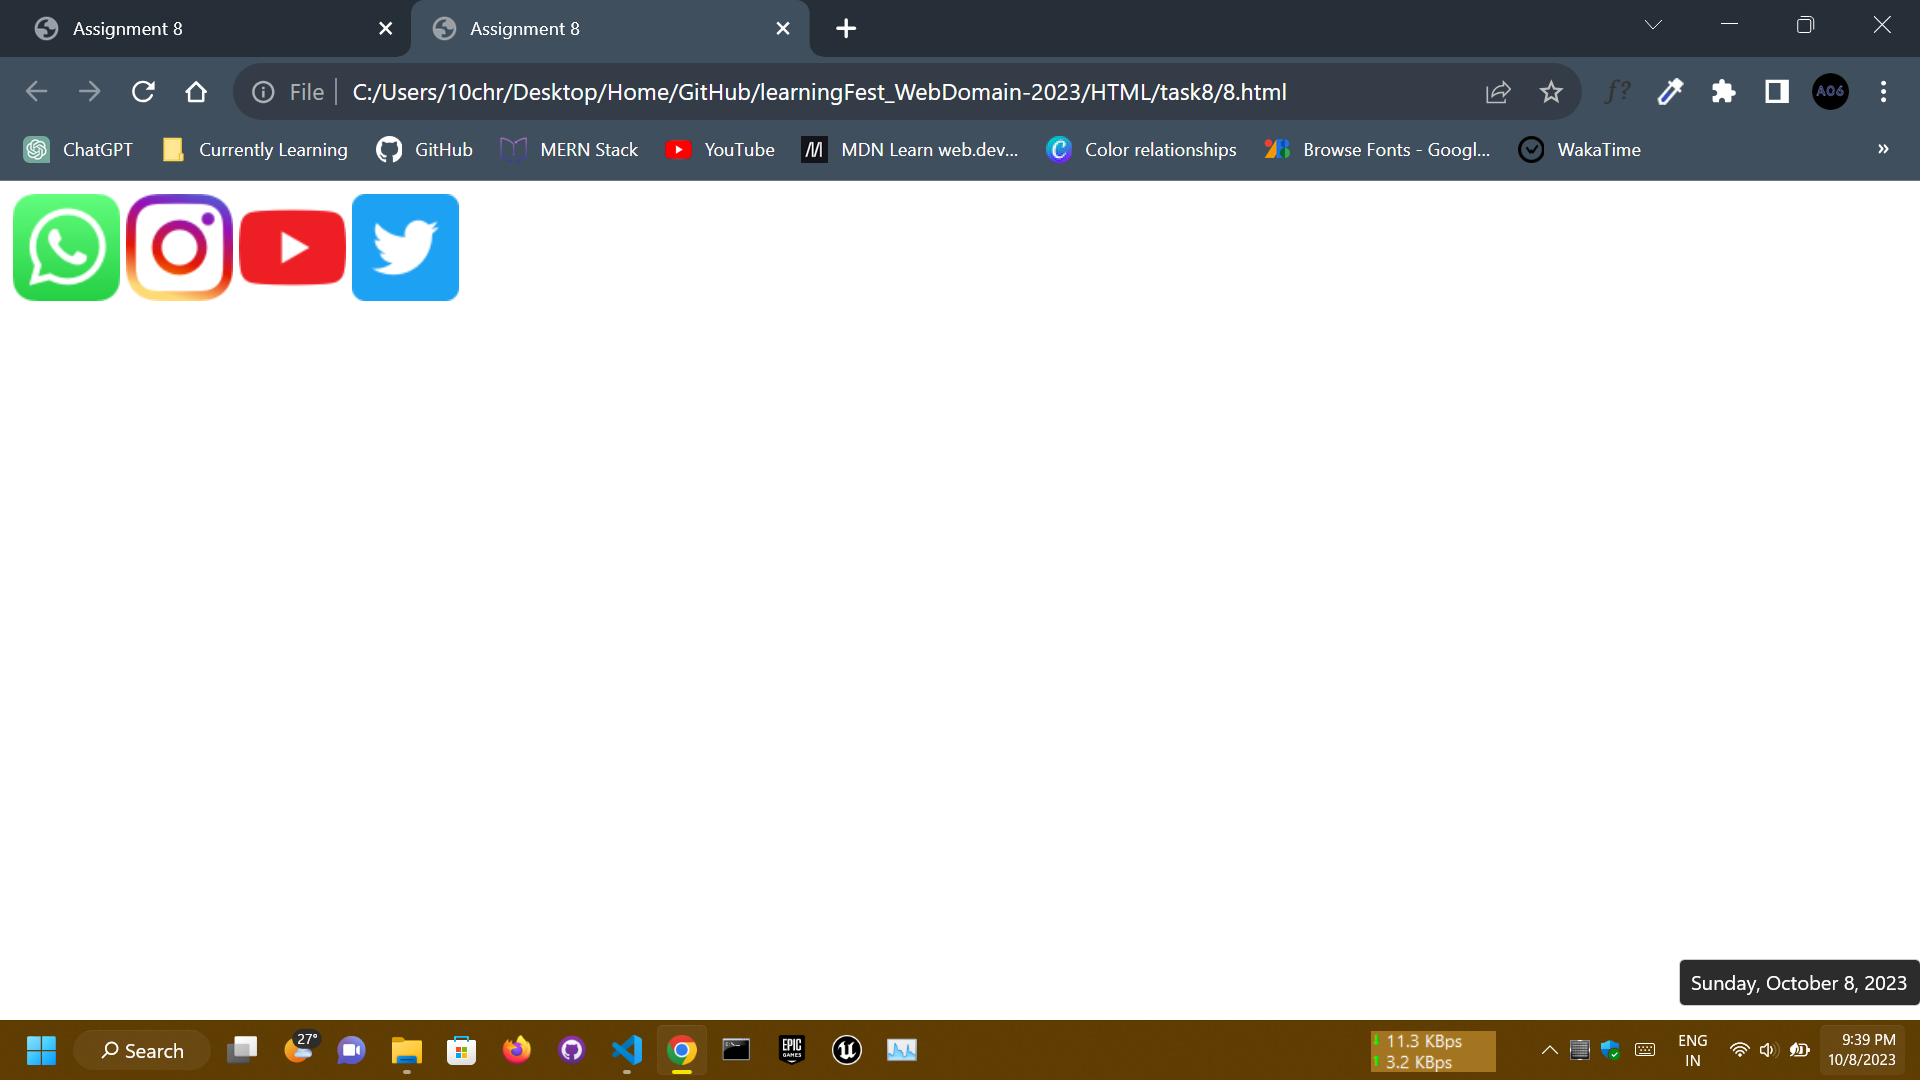 Assignment 8
Assignment 8
File
C:/Users/10chr/Desktop/Home/GitHub/learningFest_WebDomain-2023/HTML/task8/8.html
f?
A06
ChatGPT
Currently Learning
GitHub
MERN Stack
YouTube
MDN Learn web.dev...
Color relationships
Browse Fonts - Googl...
WakaTime
»
Sunday, October 8, 2023
Search
27°
EPIC GAMES
11.3 KBps
3.2 KBps
ENG
IN
9:39 PM
10/8/2023